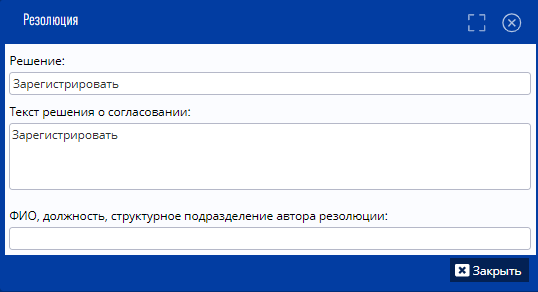 Резолюция
Решение:
Зарегистрировать
Текст решения о согласовании:
Зарегистрировать
ФИО, должность, структурное подразделение автора резолюции:
Закрыть